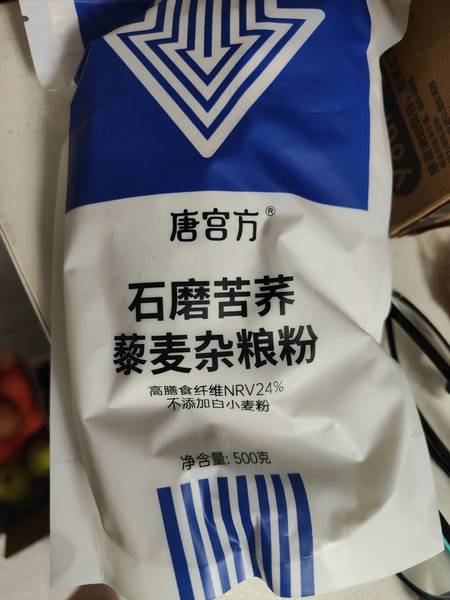 唐宫方®
石磨苦荞
藜麦杂粮粉
高膳食纤维NRV24%
不添加白小麦粉
净含量: 500克